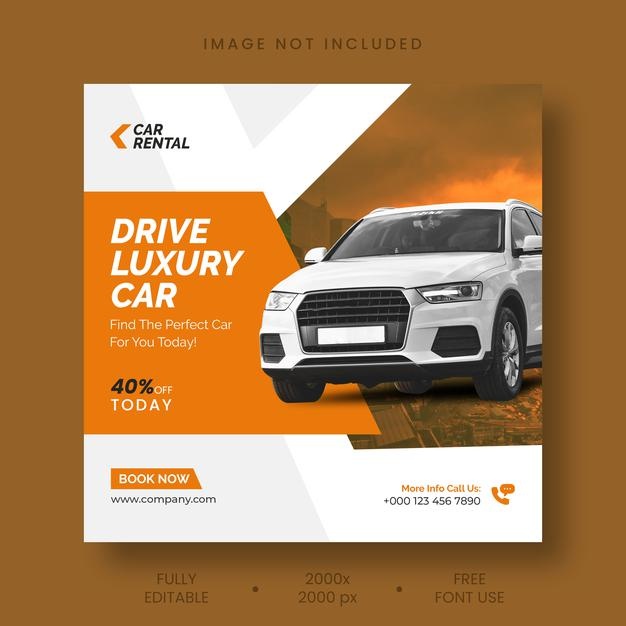 IMAGE NOT INCLUDED
CAR
RENTAL
DRIVE
LUXURY
CAR
Find The Perfect Car
For You Today!
40%OFF
TODAY
BOOK NOW
www.company.com
More Info Call Us:
+000 123 456 7890
FULLY
EDITABLE
2000x
2000 px
FREE
FONT USE